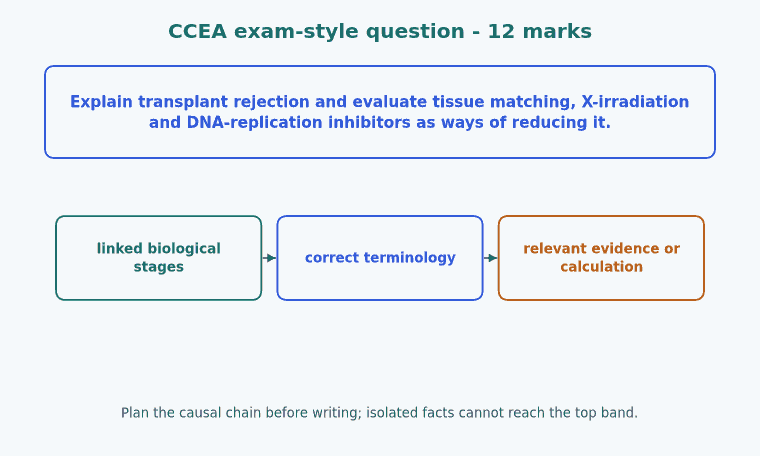 CCEA exam-style question - 12 marks
Explain transplant rejection and evaluate tissue matching, X-irradiation
and DNA-replication inhibitors as ways of reducing it.
linked biological
stages
correct terminology
relevant evidence or
calculation
Plan the causal chain before writing; isolated facts cannot reach the top band.